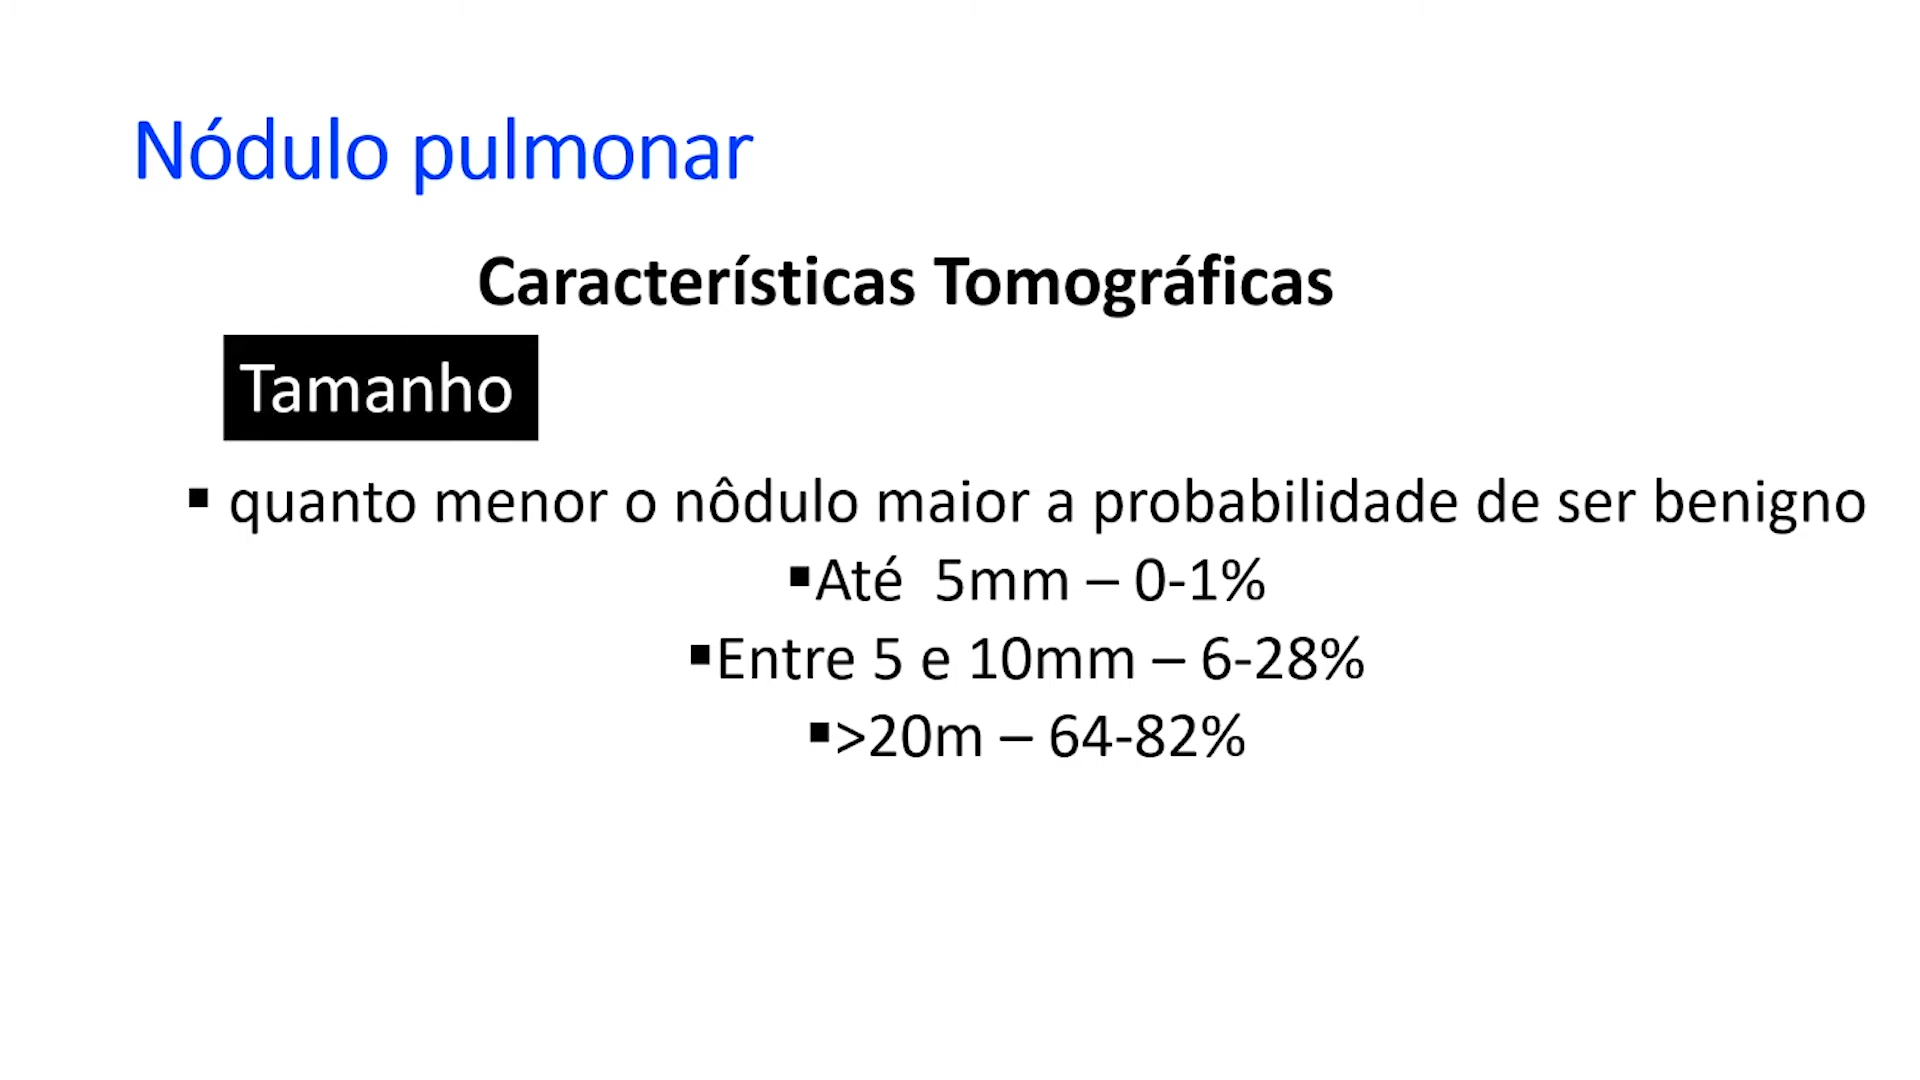 Nódulo pulmonar
Características Tomográficas
Tamanho
▪ quanto menor o nôdulo maior a probabilidade de ser benigno
▪Até  5mm – 0-1%
▪Entre 5 e 10mm – 6-28%
▪>20m – 64-82%